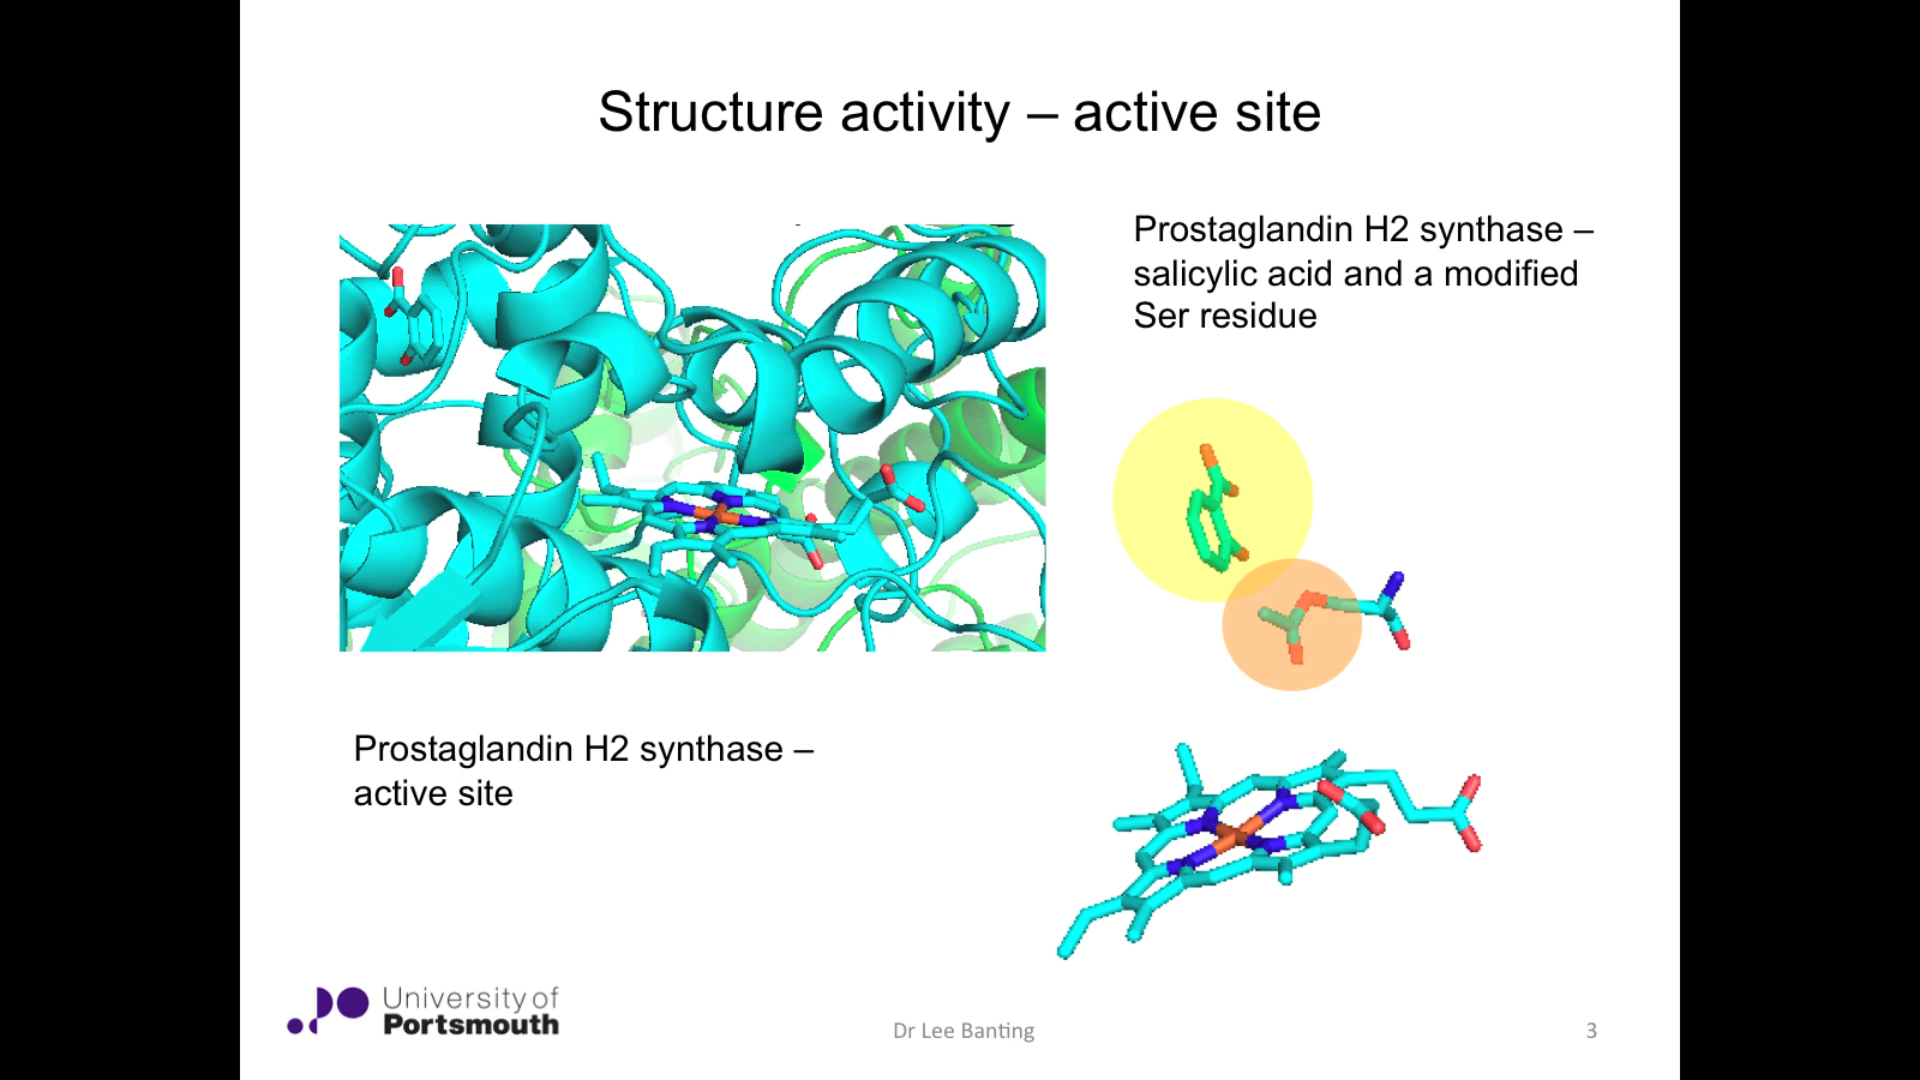 Structure activity – active site
Prostaglandin H2 synthase –
salicylic acid and a modified
Ser residue
Prostaglandin H2 synthase –
active site
University of
Portsmouth
Dr Lee Banting
3